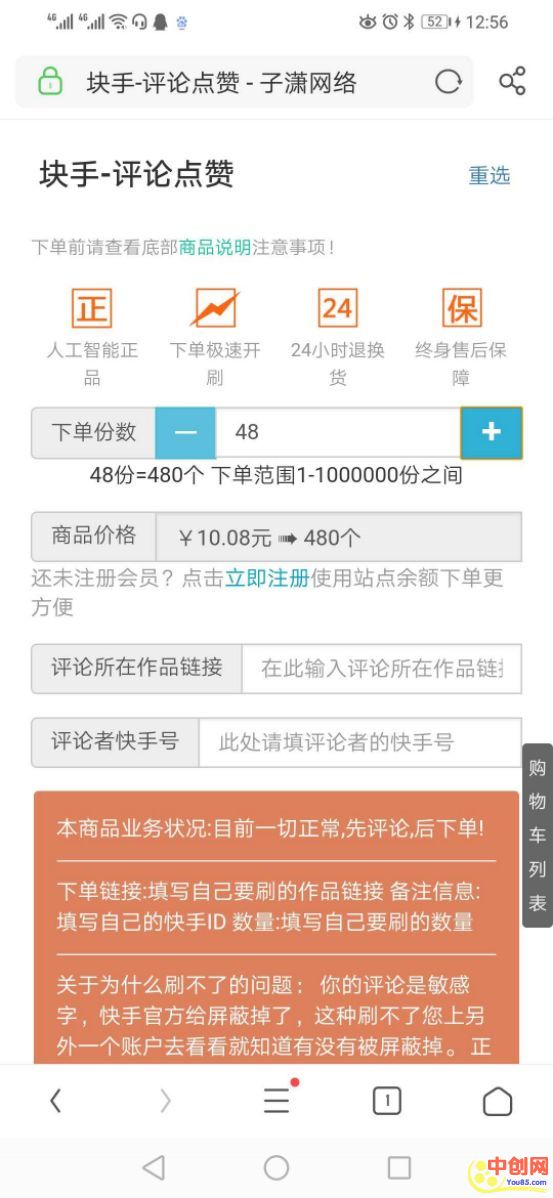 4G 4G 52 12:56
块手-评论点赞 - 子潇网络
块手-评论点赞 重选
下单前请查看底部商品说明注意事项!
正 24 保
人工智能正 下单极速开 24小时退换 终身售后保
品 刷 货 障
下单份数 — 48 +
48份=480个 下单范围1-1000000份之间
商品价格 ￥10.08元 ➠ 480个
还未注册会员？点击立即注册使用站点余额下单更
方便
评论所在作品链接 在此输入评论所在作品链
评论者快手号 此处请填评论者的快手号
购
物
车
列
表
本商品业务状况:目前一切正常,先评论,后下单!
下单链接:填写自己要刷的作品链接 备注信息:
填写自己的快手ID 数量:填写自己要刷的数量
关于为什么刷不了的问题： 你的评论是敏感
字，快手官方给屏蔽掉了，这种刷不了您上另
外一个账户去看看就知道有没有被屏蔽掉。 正
1
中创网
You85.com